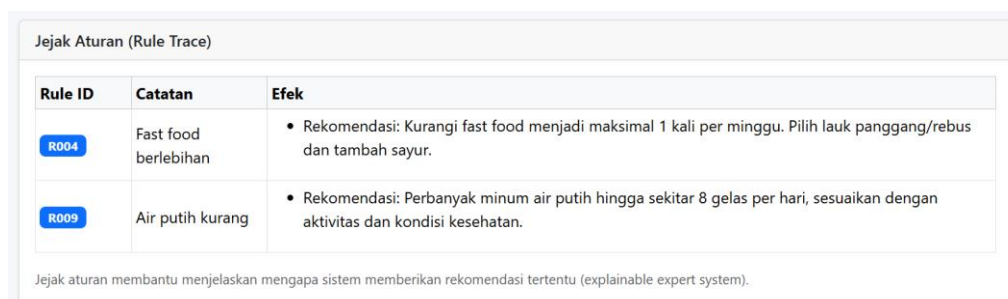 Jejak Aturan (Rule Trace)
Rule ID Catatan Efek
R004
Fast food
berlebihan
• Rekomendasi: Kurangi fast food menjadi maksimal 1 kali per minggu. Pilih lauk panggang/rebus
dan tambah sayur.
R009
Air putih kurang
• Rekomendasi: Perbanyak minum air putih hingga sekitar 8 gelas per hari, sesuaikan dengan
aktivitas dan kondisi kesehatan.
Jejak aturan membantu menjelaskan mengapa sistem memberikan rekomendasi tertentu (explainable expert system).